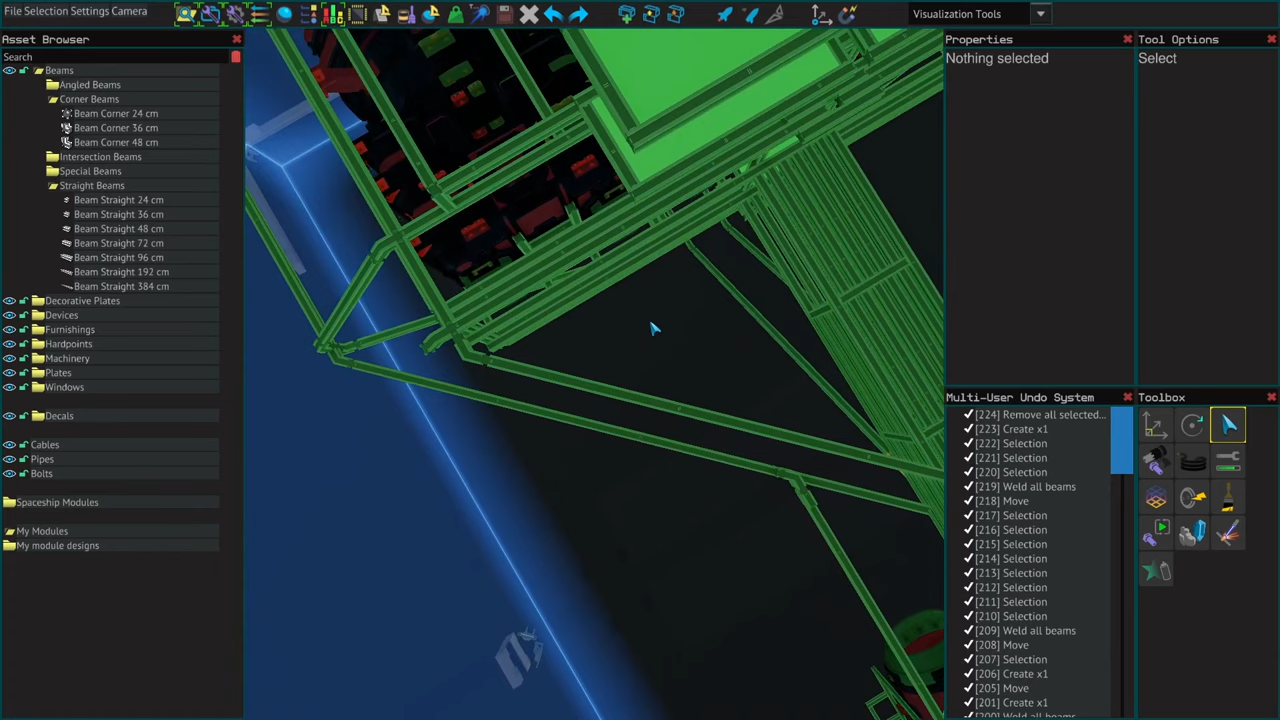 File Selection Settings Camera
Visualization Tools
Asset Browser
Search
Beams
Angled Beams
Corner Beams
Beam Corner 24 cm
Beam Corner 36 cm
Beam Corner 48 cm
Intersection Beams
Special Beams
Straight Beams
Beam Straight 24 cm
Beam Straight 36 cm
Beam Straight 48 cm
Beam Straight 72 cm
Beam Straight 96 cm
Beam Straight 192 cm
Beam Straight 384 cm
Decorative Plates
Devices
Furnishings
Hardpoints
Machinery
Plates
Windows
Decals
Cables
Pipes
Bolts
Spaceship Modules
My Modules
My module designs
Properties
Nothing selected
Tool Options
Select
Multi-User Undo System
[224] Remove all selected...
[223] Create x1
[222] Selection
[221] Selection
[220] Selection
[219] Weld all beams
[218] Move
[217] Selection
[216] Selection
[215] Selection
[214] Selection
[213] Selection
[212] Selection
[211] Selection
[210] Selection
[209] Weld all beams
[208] Move
[207] Selection
[206] Create x1
[205] Move
[201] Create x1
[200] Weld all beams
Toolbox